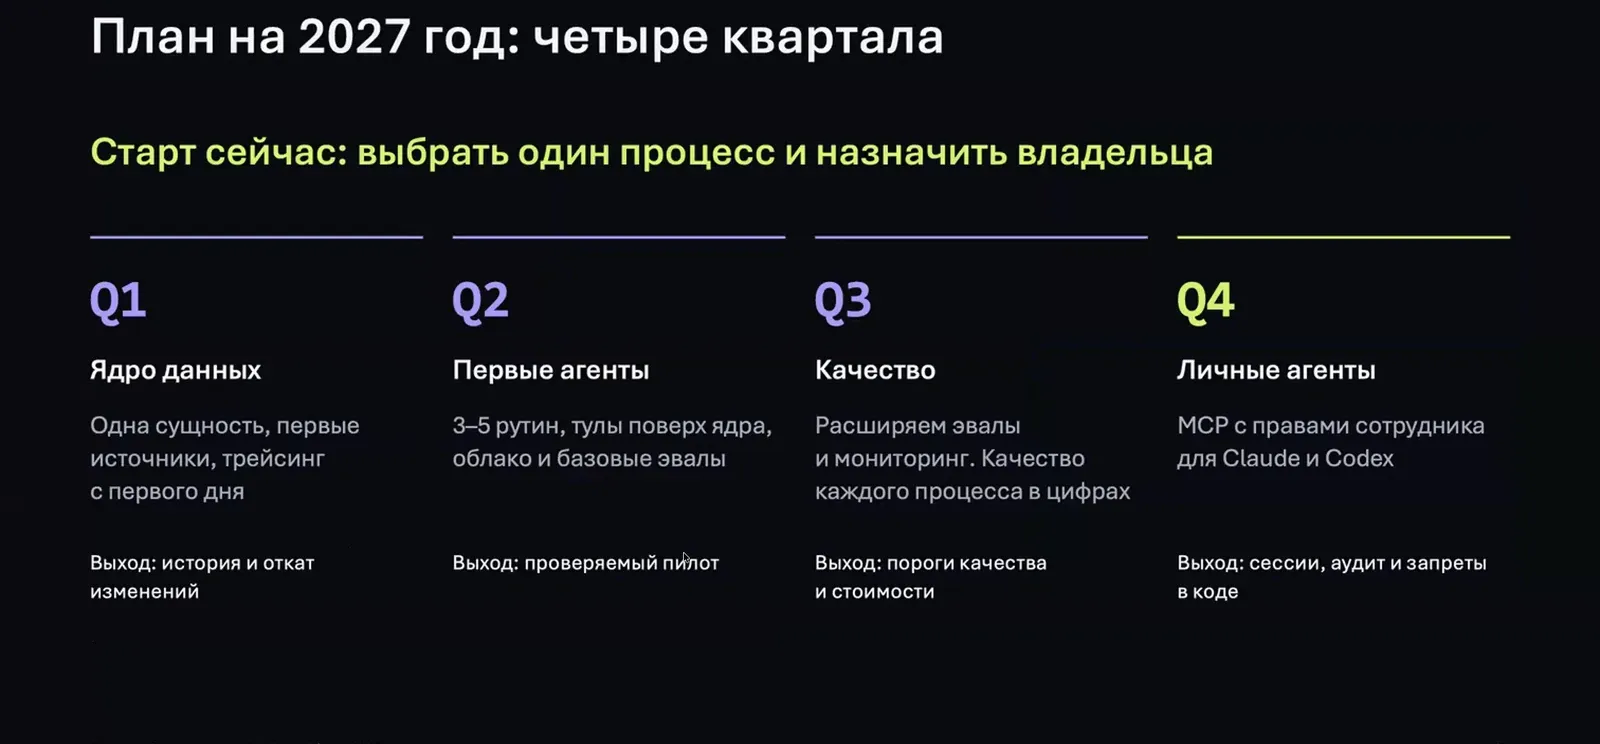 План на 2027 год: четыре квартала
Старт сейчас: выбрать один процесс и назначить владельца
Q1
Ядро данных
Одна сущность, первые
источники, трейсинг
с первого дня
Выход: история и откат
изменений
Q2
Первые агенты
3–5 рутин, тулы поверх ядра,
облако и базовые эвалы
Выход: проверяемый пилот
Q3
Качество
Расширяем эвалы
и мониторинг. Качество
каждого процесса в цифрах
Выход: пороги качества
и стоимости
Q4
Личные агенты
MCP с правами сотрудника
для Claude и Codex
Выход: сессии, аудит и запреты
в коде